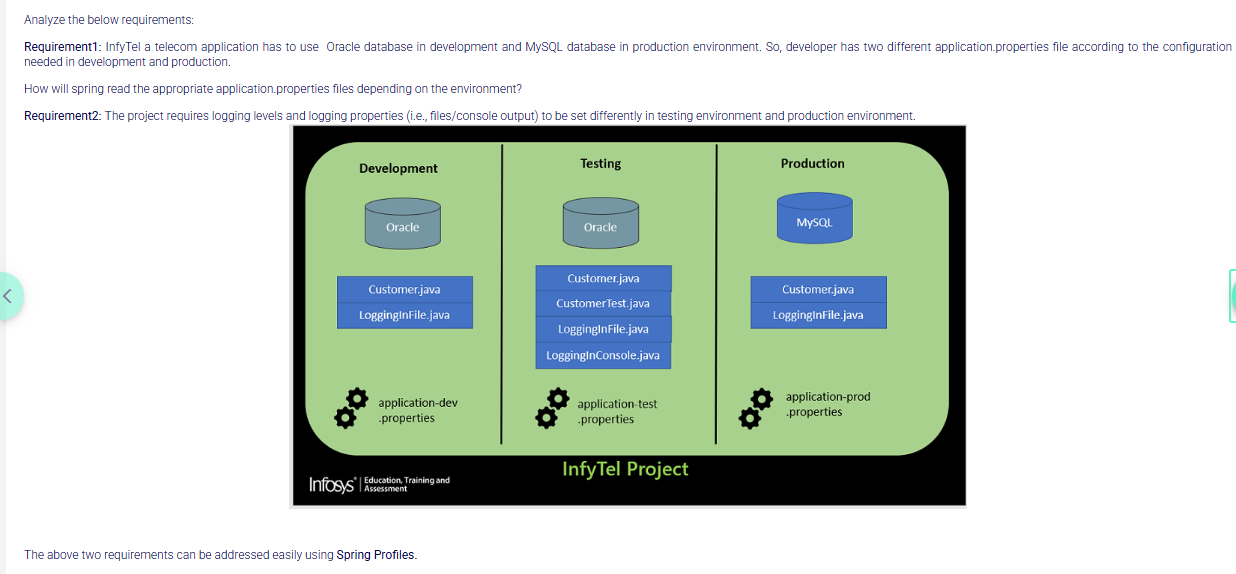 Analyze the below requirements:
Requirement1: InfyTel a telecom application has to use Oracle database in development and MySQL database in production environment. So, developer has two different application.properties file according to the configuration
needed in development and production.
How will spring read the appropriate application.properties files depending on the environment?
Requirement2: The project requires logging levels and logging properties (i.e., files/console output) to be set differently in testing environment and production environment.
Development
Oracle
Customer.java
LoggingInFile.java
application-dev
.properties
Testing
Oracle
Customer.java
CustomerTest.java
LoggingInFile.java
LoggingInConsole.java
application-test
.properties
Production
MySQL
Customer.java
LoggingInFile.java
application-prod
.properties
InfyTel Project
Infosys® | Education, Training and
Assessment
The above two requirements can be addressed easily using Spring Profiles.